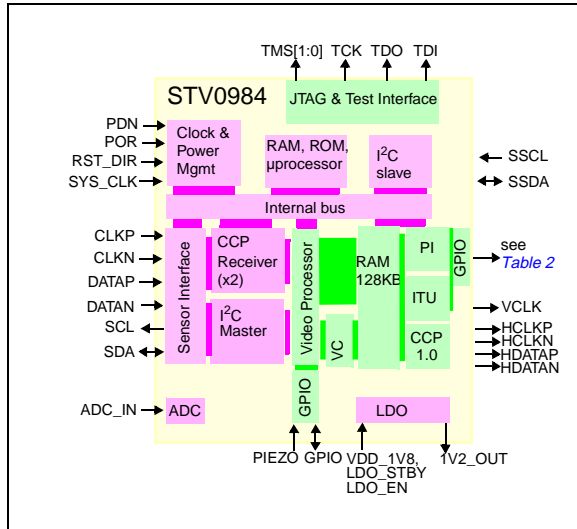 TMS[1:0] TCK TDO TDI
STV0984
JTAG & Test Interface
PDN
POR
RST_DIR
SYS_CLK
Clock &
Power
Mgmt
RAM, ROM,
µprocessor
I2C
slave
SSCL
SSDA
Internal bus
CLKP
CLKN
DATAP
DATAN
SCL
SDA
Sensor Interface
CCP
Receiver
(x2)
I2C
Master
Video Processor
VC
RAM
128KB
PI
ITU
CCP
1.0
GPIO
see
Table 2
VCLK
HCLKP
HCLKN
HDATAP
HDATAN
ADC_IN
ADC
GPIO
LDO
PIEZO GPIO VDD_1V8, 1V2_OUT
LDO_STBY
LDO_EN